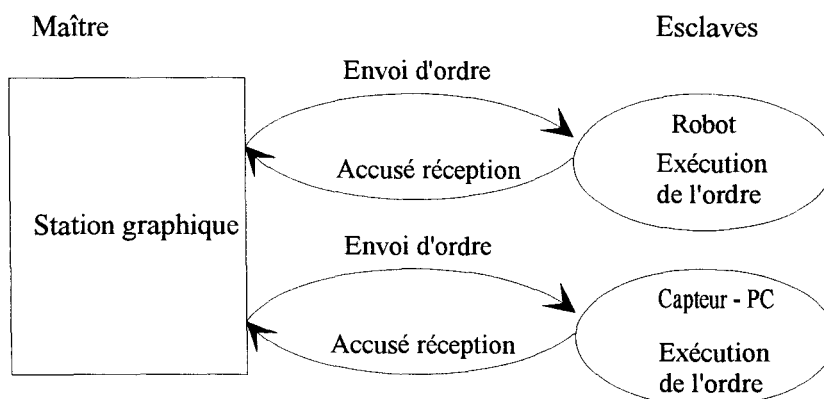 Maître
Esclaves
Envoi d'ordre
Robot
Accusé réception
Exécution
de l'ordre
Station graphique
Envoi d'ordre
Capteur - PC
Accusé réception
Exécution
de l'ordre